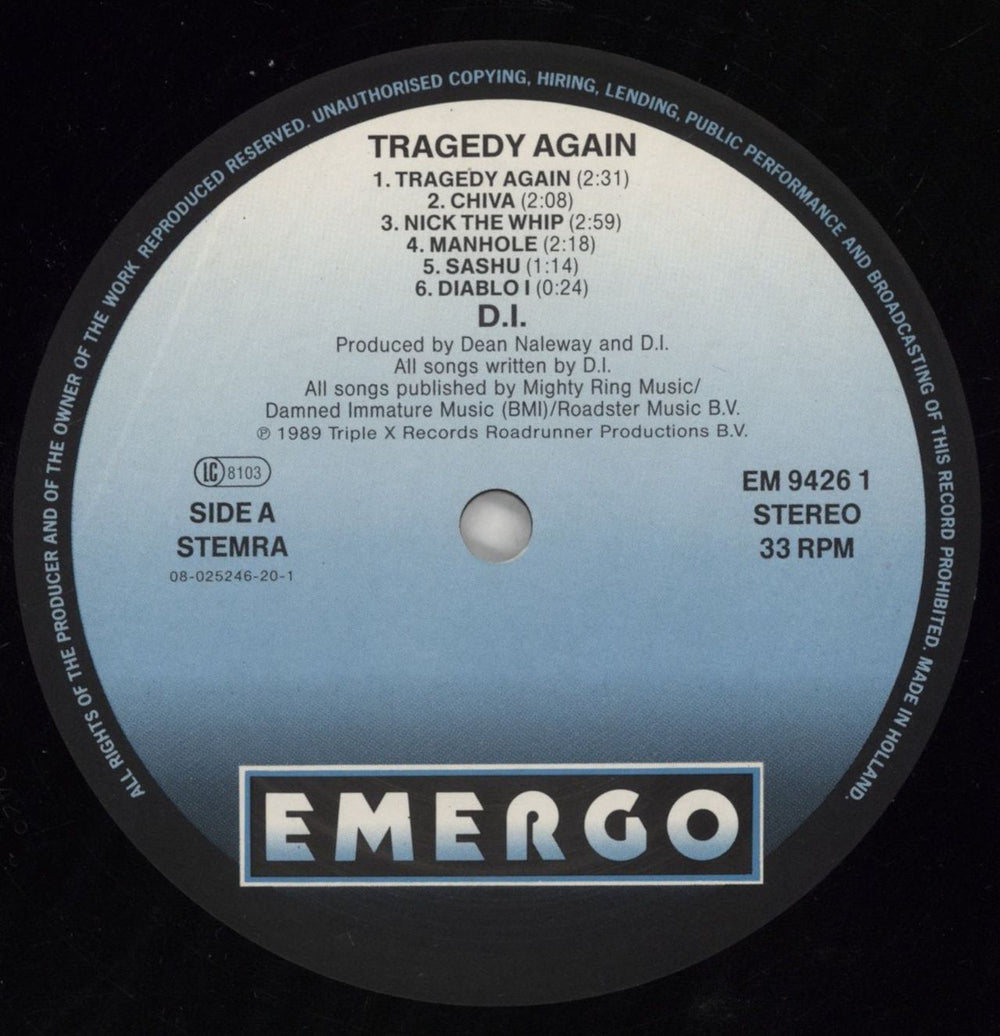 ALL RIGHTS OF THE PRODUCER AND OF THE OWNER OF THE WORK REPRODUCED RESERVED. UNAUTHORISED COPYING, HIRING, LENDING, PUBLIC PERFORMANCE AND BROADCASTING OF THIS RECORD PROHIBITED. MADE IN HOLLAND.
TRAGEDY AGAIN
1. TRAGEDY AGAIN (2:31)
2. CHIVA (2:08)
3. NICK THE WHIP (2:59)
4. MANHOLE (2:18)
5. SASHU (1:14)
6. DIABLO I (0:24)
D.I.
Produced by Dean Naleway and D.I.
All songs written by D.I.
All songs published by Mighty Ring Music/
Damned Immature Music (BMI)/Roadster Music B.V.
℗ 1989 Triple X Records Roadrunner Productions B.V.
LC 8103
SIDE A
STEMRA
08-025246-20-1
EM 9426 1
STEREO
33 RPM
EMERGO